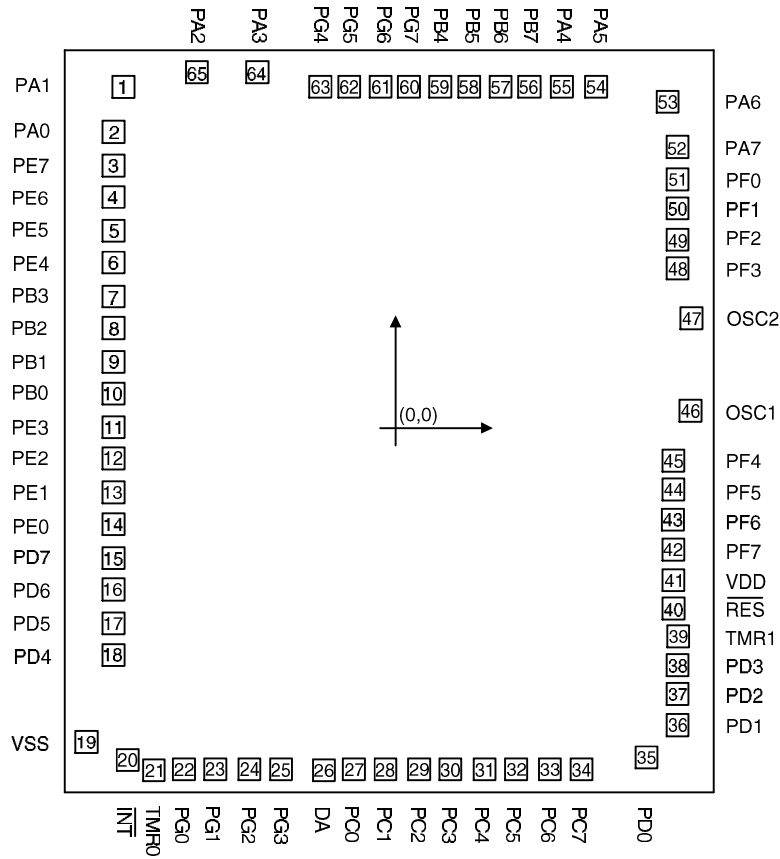 PA2 PA3 PG4 PG5 PG6 PG7 PB4 PB5 PB6 PB7 PA4 PA5
65 64
PA1 1 63 62 61 60 59 58 57 56 55 54
53 PA6
PA0 2
52 PA7
PE7 3
51 PF0
PE6 4
50 PF1
PE5 5
49 PF2
PE4 6
48 PF3
PB3 7
47 OSC2
PB2 8
PB1 9
PB0 10
46 OSC1
(0,0)
PE3 11
PE2 12
45 PF4
PE1 13
44 PF5
PE0 14
43 PF6
42 PF7
PD7 15
41 VDD
PD6 16
40 RES
PD5 17
39 TMR1
PD4 18
38 PD3
37 PD2
36 PD1
VSS 19
35
20 21 22 23 24 25 26 27 28 29 30 31 32 33 34
INT TMR0 PG0 PG1 PG2 PG3 DA PC0 PC1 PC2 PC3 PC4 PC5 PC6 PC7 PD0